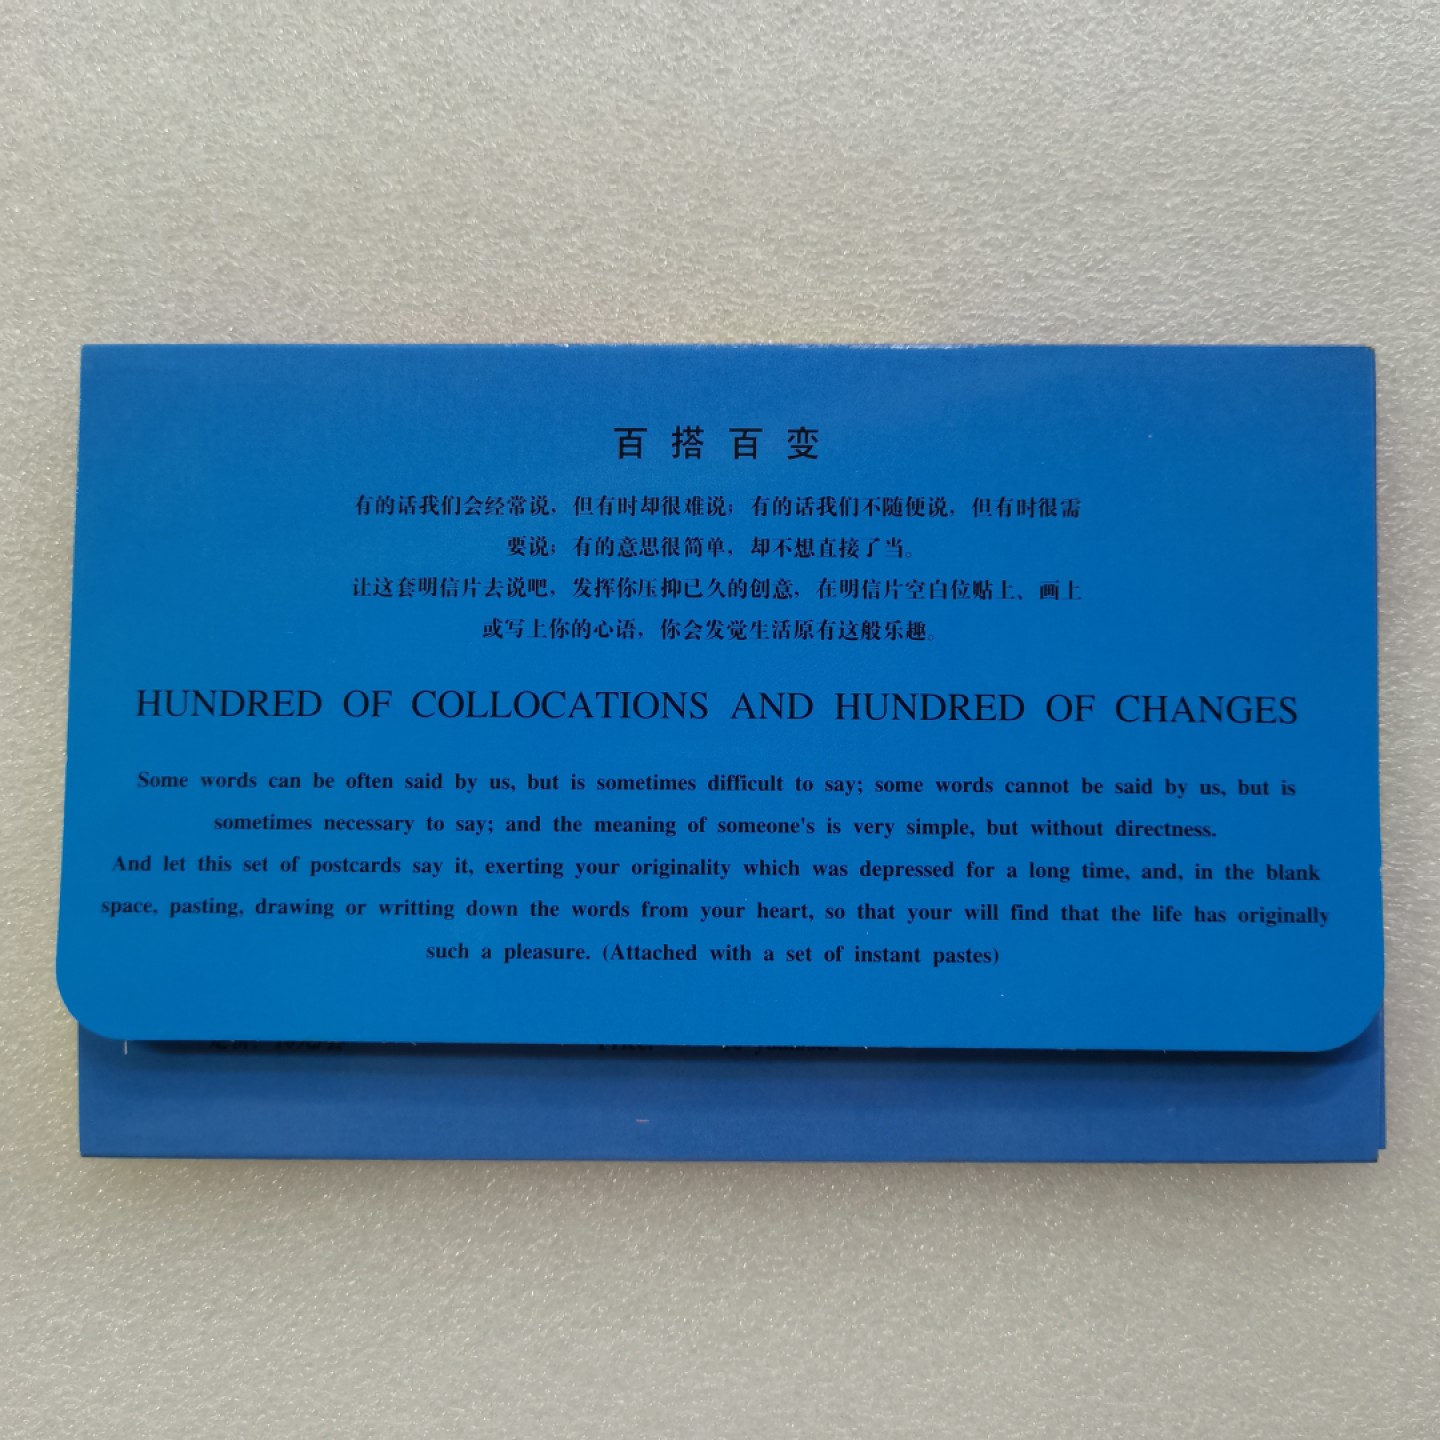 百搭百变
有的话我们会经常说，但有时却很难说；有的话我们不随便说，但有时很需
要说；有的意思很简单，却不想直接了当。
让这套明信片去说吧，发挥你压抑已久的创意，在明信片空白位贴上、画上
或写上你的心语，你会发觉生活原有这般乐趣。
HUNDRED OF COLLOCATIONS AND HUNDRED OF CHANGES
Some words can be often said by us, but is sometimes difficult to say; some words cannot be said by us, but is
sometimes necessary to say; and the meaning of someone's is very simple, but without directness.
And let this set of postcards say it, exerting your originality which was depressed for a long time, and, in the blank
space, pasting, drawing or writting down the words from your heart, so that your will find that the life has originally
such a pleasure. (Attached with a set of instant pastes)